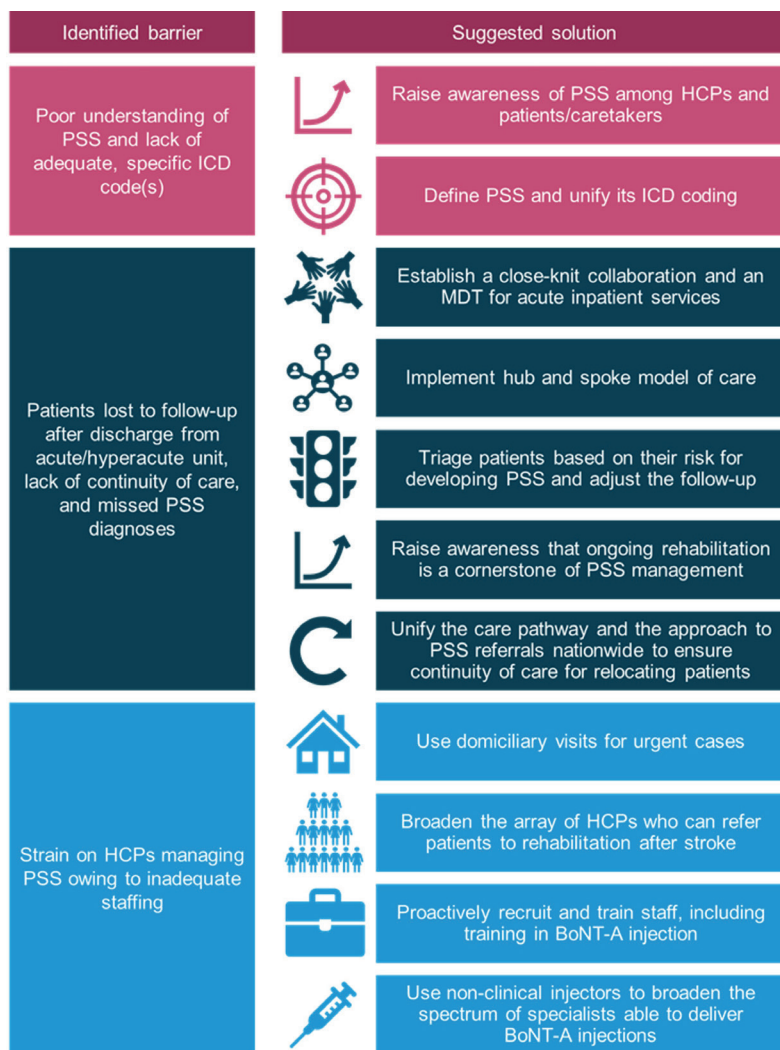 Identified barrier
Suggested solution
Poor understanding of
PSS and lack of
adequate, specific ICD
code(s)
Raise awareness of PSS among HCPs and
patients/caretakers
Define PSS and unify its ICD coding
Patients lost to follow-up
after discharge from
acute/hyperacute unit,
lack of continuity of care,
and missed PSS
diagnoses
Establish a close-knit collaboration and an
MDT for acute inpatient services
Implement hub and spoke model of care
Triage patients based on their risk for
developing PSS and adjust the follow-up
Raise awareness that ongoing rehabilitation
is a cornerstone of PSS management
Unify the care pathway and the approach to
PSS referrals nationwide to ensure
continuity of care for relocating patients
Strain on HCPs managing
PSS owing to inadequate
staffing
Use domiciliary visits for urgent cases
Broaden the array of HCPs who can refer
patients to rehabilitation after stroke
Proactively recruit and train staff, including
training in BoNT-A injection
Use non-clinical injectors to broaden the
spectrum of specialists able to deliver
BoNT-A injections